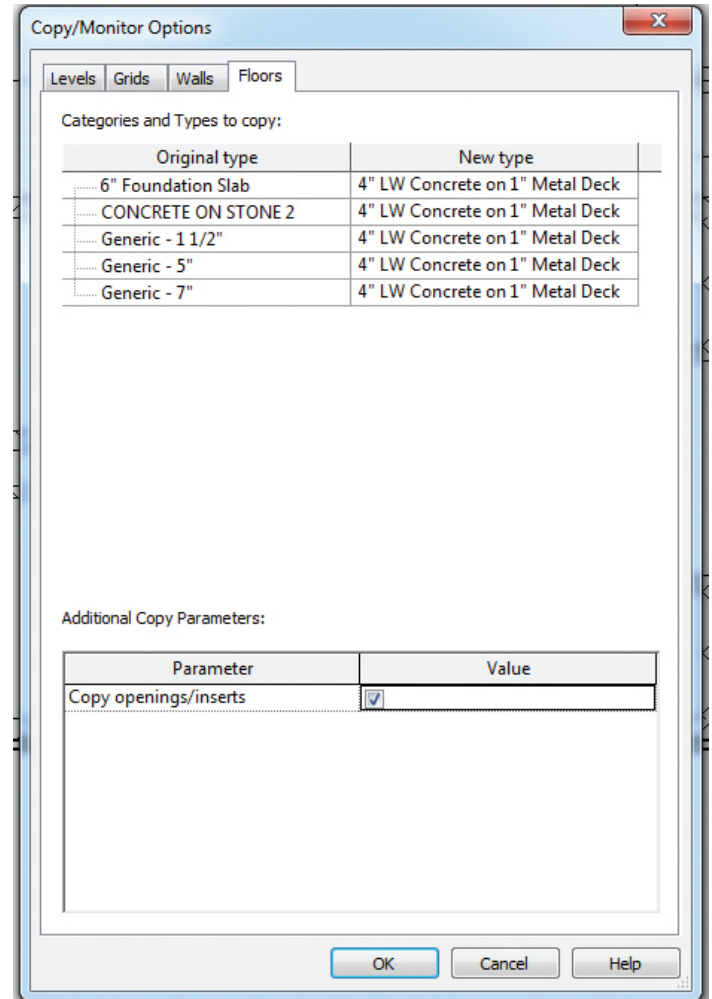 Copy/Monitor Options
Levels Grids Walls Floors
Categories and Types to copy:
Original type New type
6" Foundation Slab 4" LW Concrete on 1" Metal Deck
CONCRETE ON STONE 2 4" LW Concrete on 1" Metal Deck
Generic - 1 1/2" 4" LW Concrete on 1" Metal Deck
Generic - 5" 4" LW Concrete on 1" Metal Deck
Generic - 7" 4" LW Concrete on 1" Metal Deck
Additional Copy Parameters:
Parameter Value
Copy openings/inserts
OK Cancel Help